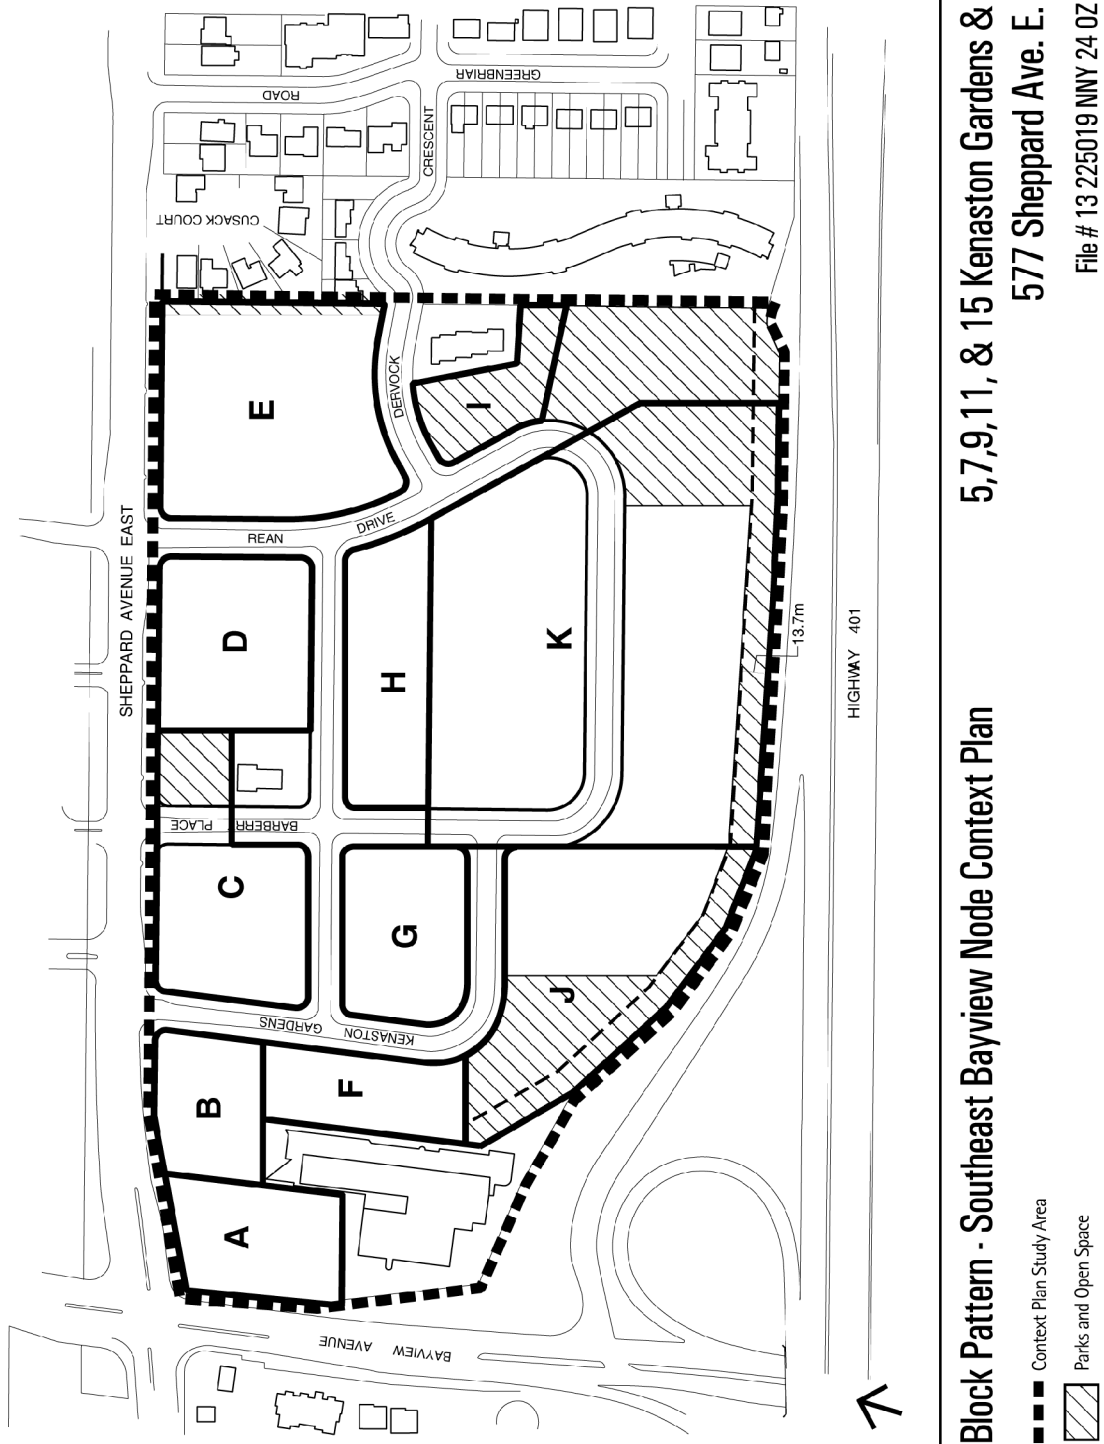 Block Pattern - Southeast Bayview Node Context Plan
5,7,9,11, & 15 Kenaston Gardens &
577 Sheppard Ave. E.
File # 13 225019 NNY 24 OZ
Context Plan Study Area
Parks and Open Space
SHEPPARD AVENUE EAST
BAYVIEW AVENUE
HIGHWAY 401
KENASTON GARDENS
BARBERRY PLACE
REAN DRIVE
DERVOCK CRESCENT
CUSACK COURT
GREENBRIAR ROAD
13.7m
A
B
C
D
E
F
G
H
I
J
K